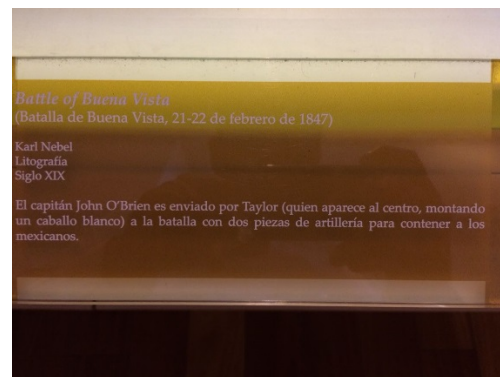 Battle of Buena Vista
(Batalla de Buena Vista, 21-22 de febrero de 1847)
Karl Nebel
Litografía
Siglo XIX
El capitán John O'Brien es enviado por Taylor (quien aparece al centro, montando
un caballo blanco) a la batalla con dos piezas de artillería para contener a los
mexicanos.